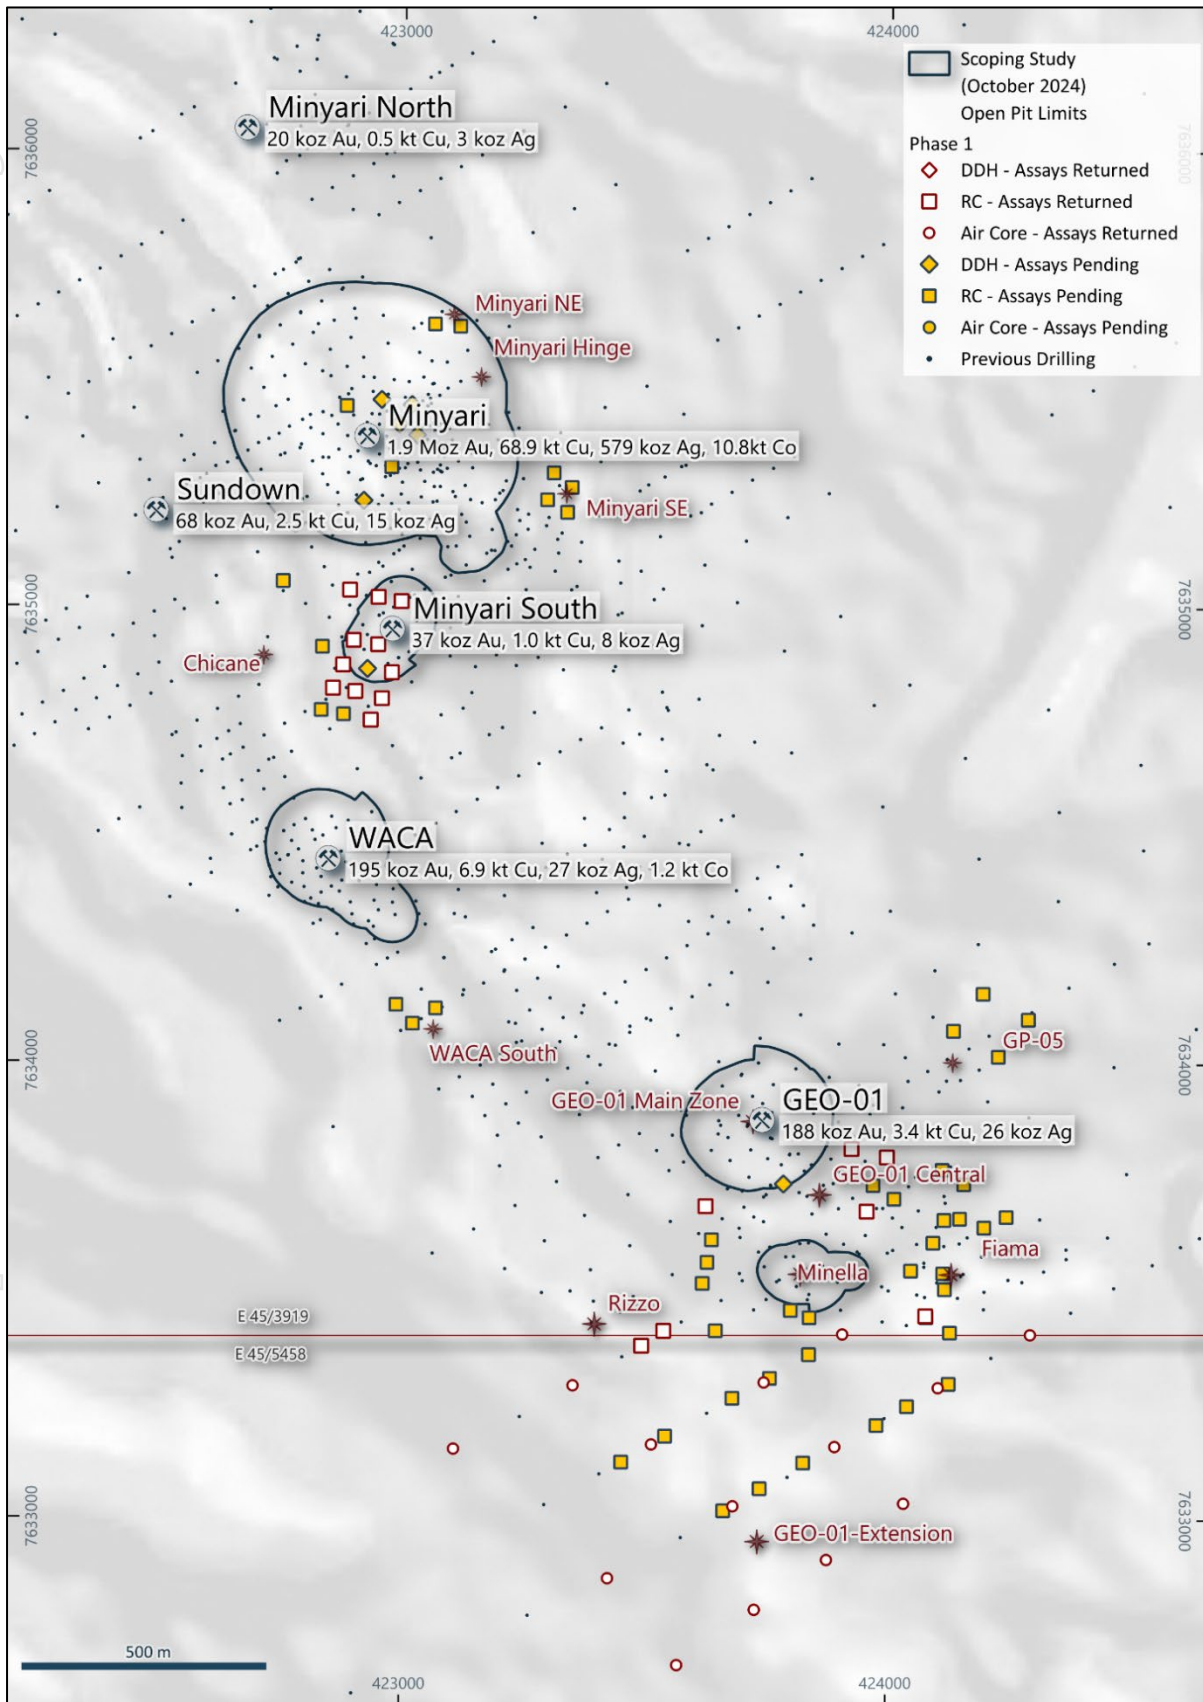 423000
424000
Scoping Study
(October 2024)
Open Pit Limits
Phase 1
DDH - Assays Returned
RC - Assays Returned
Air Core - Assays Returned
DDH - Assays Pending
RC - Assays Pending
Air Core - Assays Pending
Previous Drilling
7636000
7636000
Minyari North
20 koz Au, 0.5 kt Cu, 3 koz Ag
Minyari NE
Minyari Hinge
Minyari
1.9 Moz Au, 68.9 kt Cu, 579 koz Ag, 10.8kt Co
Sundown
68 koz Au, 2.5 kt Cu, 15 koz Ag
Minyari SE
7635000
7635000
Minyari South
37 koz Au, 1.0 kt Cu, 8 koz Ag
Chicane
WACA
195 koz Au, 6.9 kt Cu, 27 koz Ag, 1.2 kt Co
WACA South
GP-05
7634000
7634000
GEO-01 Main Zone
GEO-01
188 koz Au, 3.4 kt Cu, 26 koz Ag
GEO-01 Central
Fiama
Minella
Rizzo
E 45/3919
E 45/5458
7633000
7633000
GEO-01-Extension
500 m
423000
424000